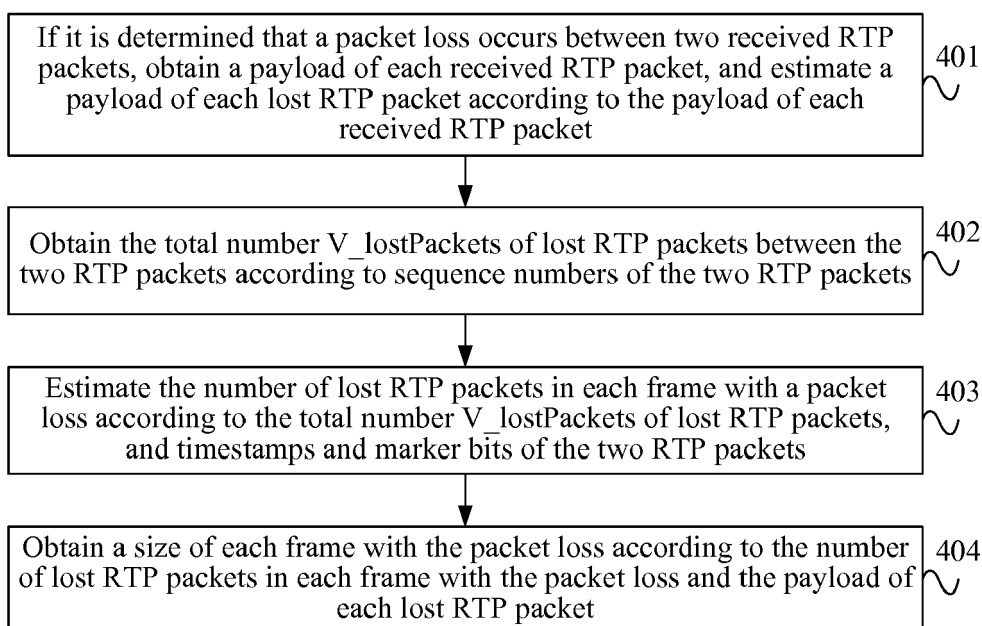 If it is determined that a packet loss occurs between two received RTP
packets, obtain a payload of each received RTP packet, and estimate a
payload of each lost RTP packet according to the payload of each
received RTP packet
401
Obtain the total number V_lostPackets of lost RTP packets between the
two RTP packets according to sequence numbers of the two RTP packets
402
Estimate the number of lost RTP packets in each frame with a packet
loss according to the total number V_lostPackets of lost RTP packets,
and timestamps and marker bits of the two RTP packets
403
Obtain a size of each frame with the packet loss according to the number
of lost RTP packets in each frame with the packet loss and the payload of
each lost RTP packet
404